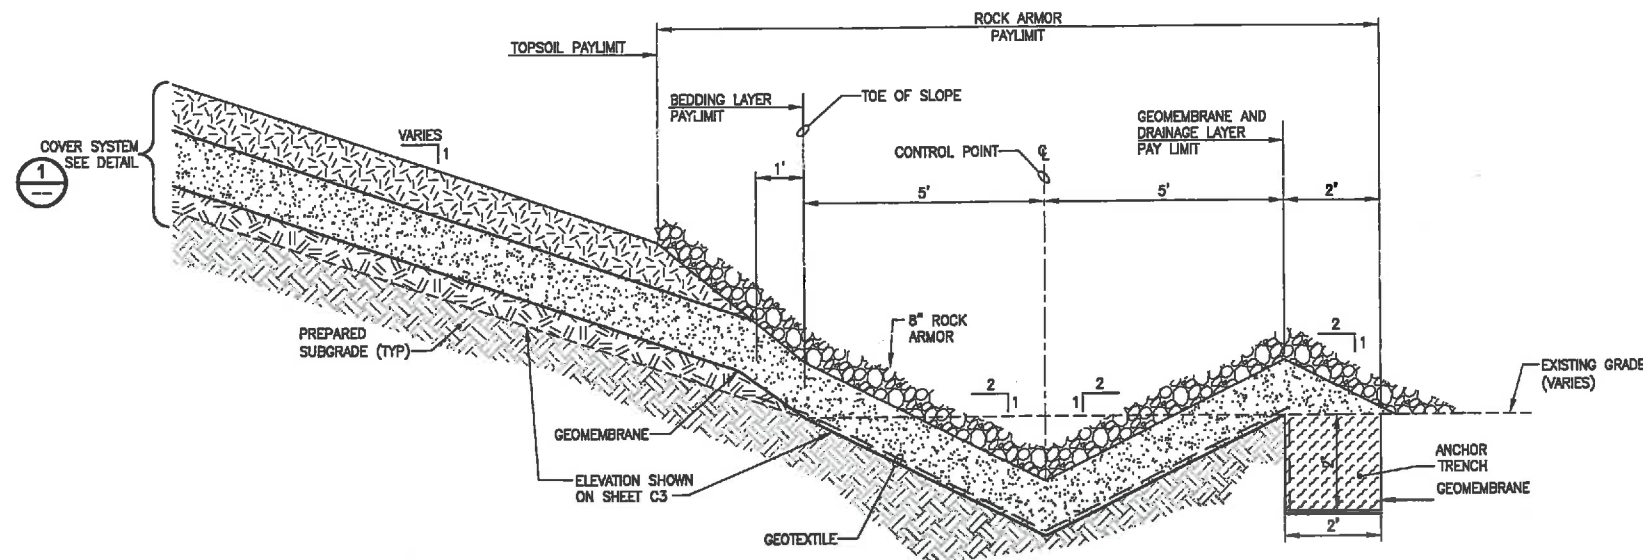 ROCK ARMOR
PAYLIMIT
TOPSOIL PAYLIMIT
BEDDING LAYER
PAYLIMIT
TOE OF SLOPE
GEOMEMBRANE AND
DRAINAGE LAYER
PAY LIMIT
CONTROL POINT
COVER SYSTEM
SEE DETAIL
1
--
VARIES
1
1'
5'
5'
2'
8" ROCK
ARMOR
2
1
2
1
2
1
EXISTING GRADE
(VARIES)
PREPARED
SUBGRADE (TYP)
GEOMEMBRANE
ELEVATION SHOWN
ON SHEET C3
GEOTEXTILE
ANCHOR
TRENCH
GEOMEMBRANE
2'